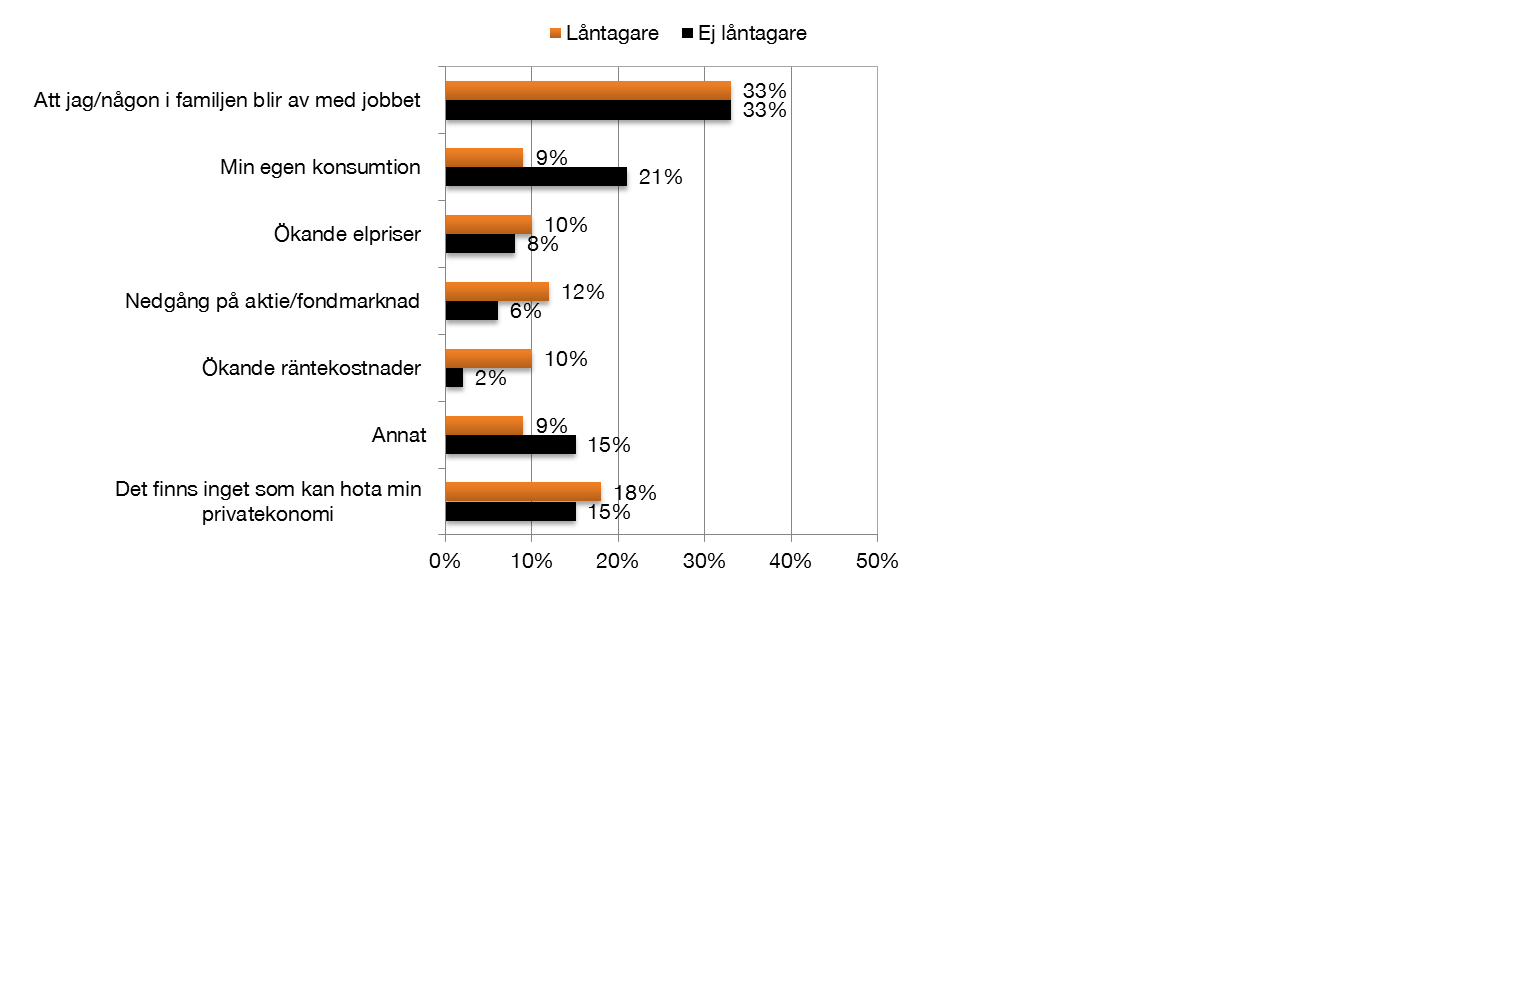 Låntagare Ej låntagare
Att jag/någon i familjen blir av med jobbet
33%
33%
Min egen konsumtion
9%
21%
Ökande elpriser
10%
8%
Nedgång på aktie/fondmarknad
12%
6%
Ökande räntekostnader
10%
2%
Annat
9%
15%
Det finns inget som kan hota min
privatekonomi
18%
15%
0% 10% 20% 30% 40% 50%